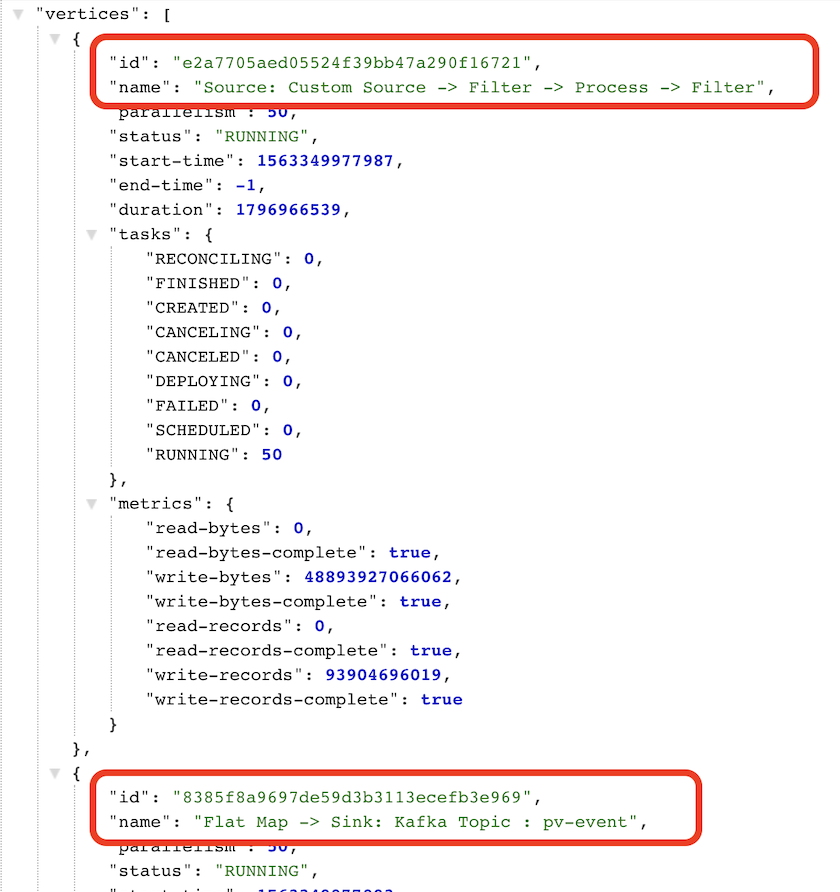 "vertices": [
{
"id": "e2a7705aed05524f39bb47a290f16721",
"name": "Source: Custom Source -> Filter -> Process -> Filter",
"parallelism": 50,
"status": "RUNNING",
"start-time": 1563349977987,
"end-time": -1,
"duration": 1796966539,
"tasks": {
"RECONCILING": 0,
"FINISHED": 0,
"CREATED": 0,
"CANCELING": 0,
"CANCELED": 0,
"DEPLOYING": 0,
"FAILED": 0,
"SCHEDULED": 0,
"RUNNING": 50
},
"metrics": {
"read-bytes": 0,
"read-bytes-complete": true,
"write-bytes": 48893927066062,
"write-bytes-complete": true,
"read-records": 0,
"read-records-complete": true,
"write-records": 93904696019,
"write-records-complete": true
}
},
{
"id": "8385f8a9697de59d3b3113ecefb3e969",
"name": "Flat Map -> Sink: Kafka Topic : pv-event",
"parallelism": 50,
"status": "RUNNING",